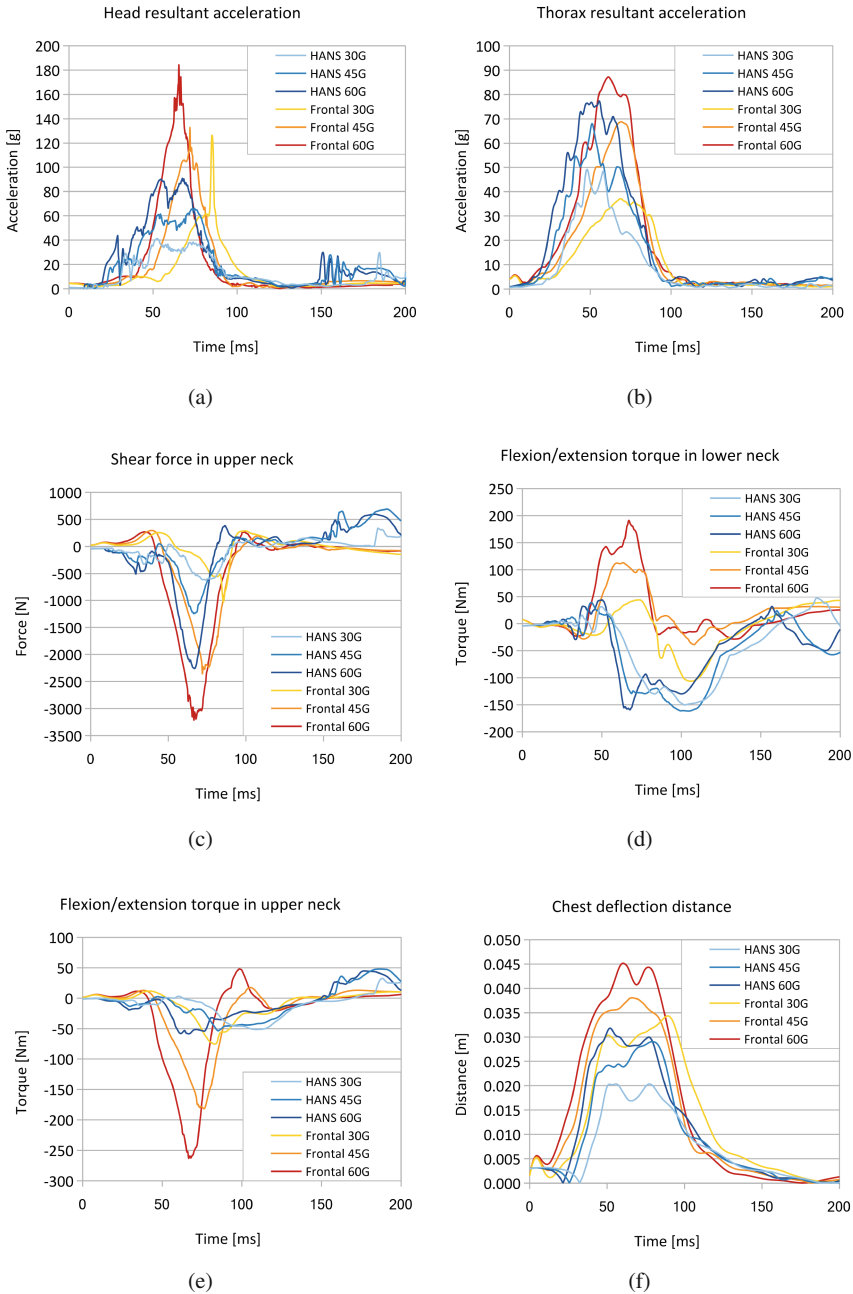 Head resultant acceleration
Acceleration [g]
200
180
160
140
120
100
80
60
40
20
0
0 50 100 150 200
Time [ms]
HANS 30G
HANS 45G
HANS 60G
Frontal 30G
Frontal 45G
Frontal 60G
(a)
Thorax resultant acceleration
Acceleration [g]
100
90
80
70
60
50
40
30
20
10
0
0 50 100 150 200
Time [ms]
HANS 30G
HANS 45G
HANS 60G
Frontal 30G
Frontal 45G
Frontal 60G
(b)
Shear force in upper neck
Force [N]
1000
500
0
-500
-1000
-1500
-2000
-2500
-3000
-3500
0 50 100 150 200
Time [ms]
HANS 30G
HANS 45G
HANS 60G
Frontal 30G
Frontal 45G
Frontal 60G
(c)
Flexion/extension torque in lower neck
Torque [Nm]
250
200
150
100
50
0
-50
-100
-150
-200
0 50 100 150 200
Time [ms]
HANS 30G
HANS 45G
HANS 60G
Frontal 30G
Frontal 45G
Frontal 60G
(d)
Flexion/extension torque in upper neck
Torque [Nm]
100
50
0
-50
-100
-150
-200
-250
-300
0 50 100 150 200
Time [ms]
HANS 30G
HANS 45G
HANS 60G
Frontal 30G
Frontal 45G
Frontal 60G
(e)
Chest deflection distance
Distance [m]
0.050
0.045
0.040
0.035
0.030
0.025
0.020
0.015
0.010
0.005
0.000
0 50 100 150 200
Time [ms]
HANS 30G
HANS 45G
HANS 60G
Frontal 30G
Frontal 45G
Frontal 60G
(f)